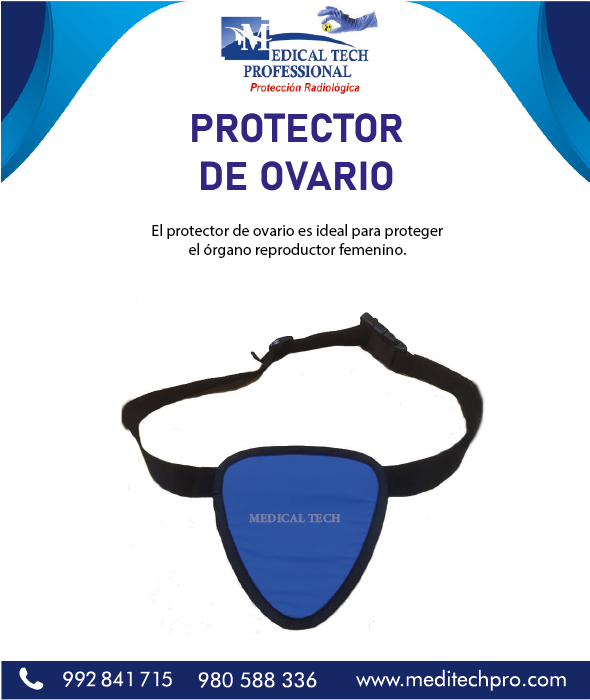 MEDICAL TECH
PROFESSIONAL
Protección Radiológica
PROTECTOR
DE OVARIO
El protector de ovario es ideal para proteger
el órgano reproductor femenino.
MEDICAL TECH
992 841 715 980 588 336 www.meditechpro.com